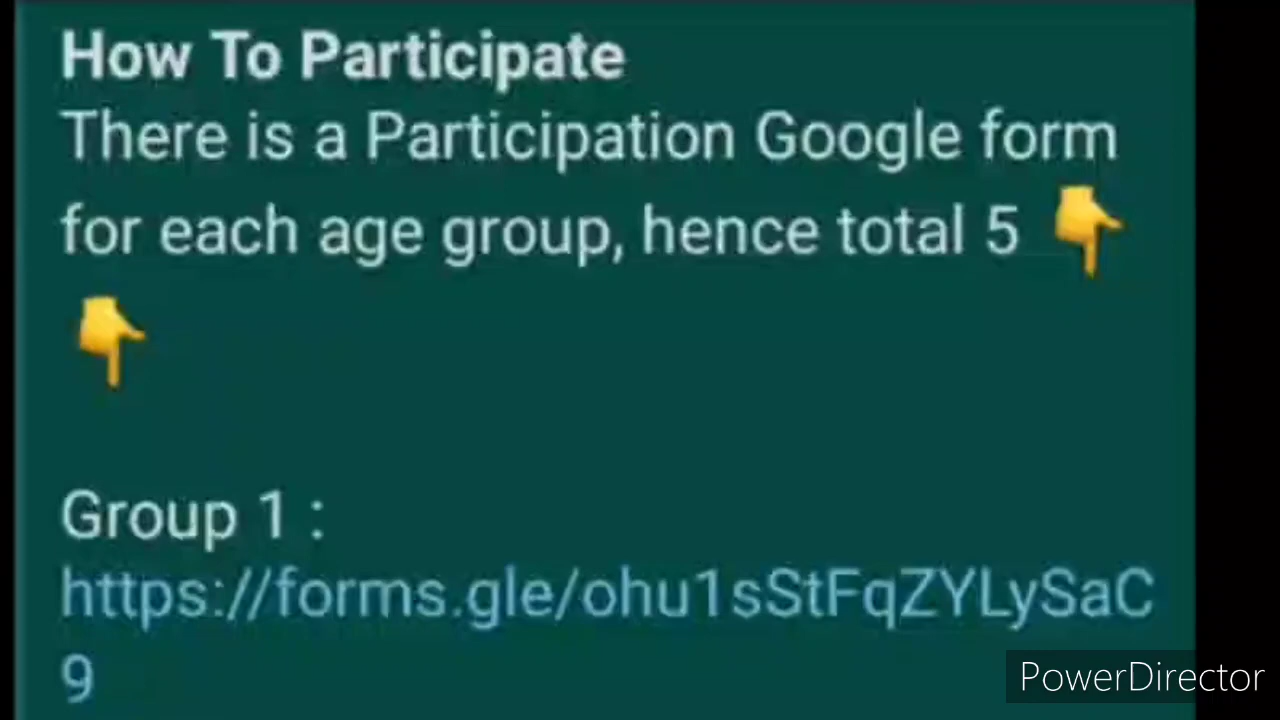 How To Participate
There is a Participation Google form
for each age group, hence total 5 👇
👇
Group 1 :
https://forms.gle/ohu1sStFqZYLySaC
9
PowerDirector